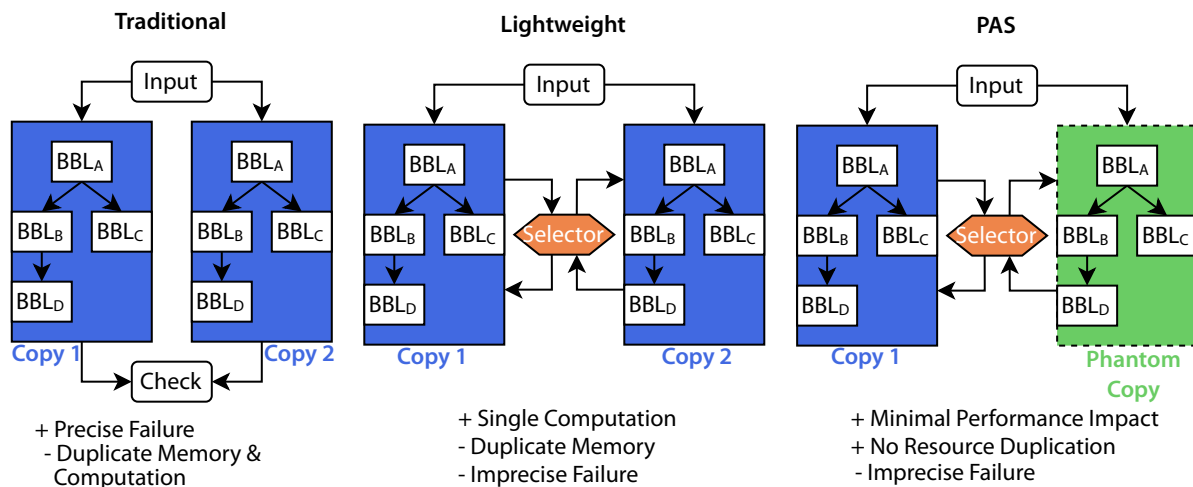 Traditional
Input
BBLA
BBLB
BBLC
BBLD
Copy 1
BBLA
BBLB
BBLC
BBLD
Copy 2
Check
+ Precise Failure
- Duplicate Memory &
Computation
Lightweight
Input
BBLA
BBLB
BBLC
BBLD
Copy 1
Selector
BBLA
BBLB
BBLC
BBLD
Copy 2
+ Single Computation
- Duplicate Memory
- Imprecise Failure
PAS
Input
BBLA
BBLB
BBLC
BBLD
Copy 1
Selector
BBLA
BBLB
BBLC
BBLD
Phantom
Copy
+ Minimal Performance Impact
+ No Resource Duplication
- Imprecise Failure